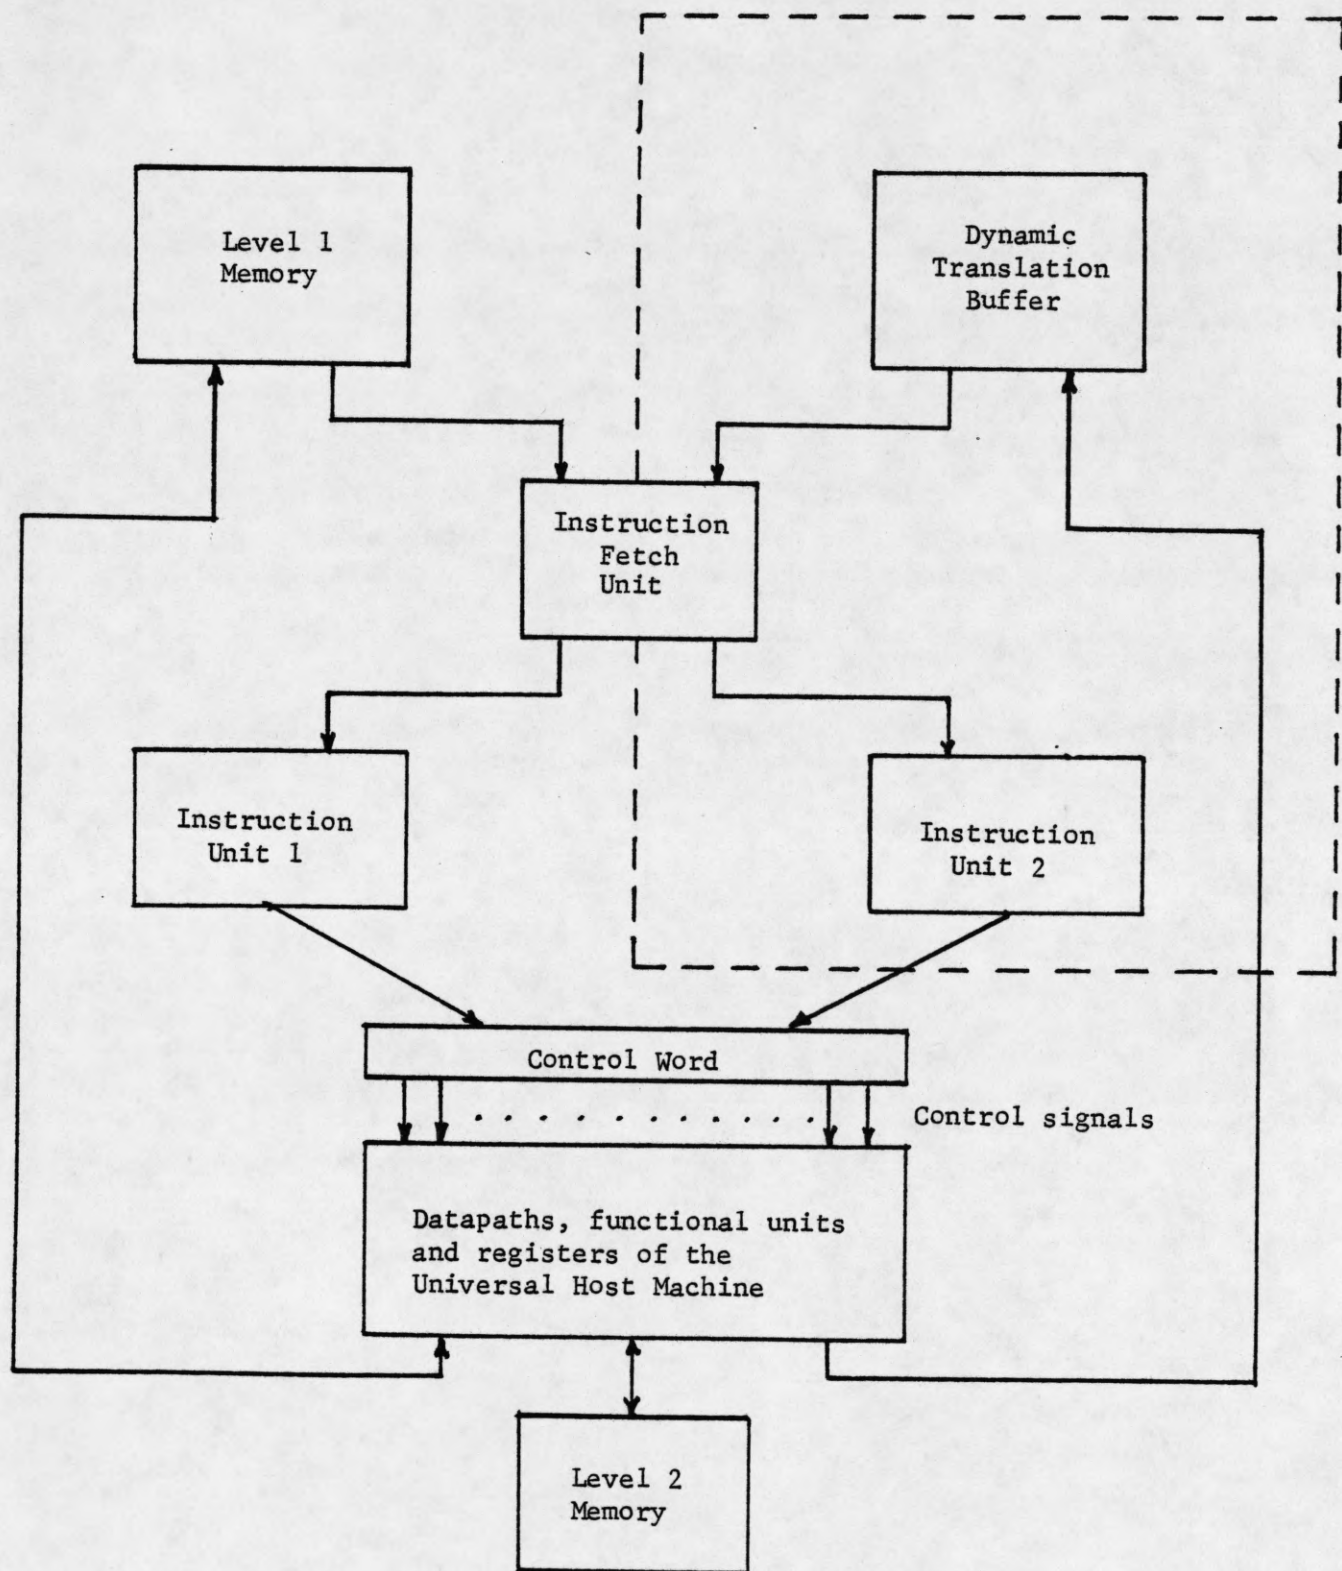 Level 1
Memory
Dynamic
Translation
Buffer
Instruction
Fetch
Unit
Instruction
Unit 1
Instruction
Unit 2
Control Word
Control signals
Datapaths, functional units
and registers of the
Universal Host Machine
Level 2
Memory